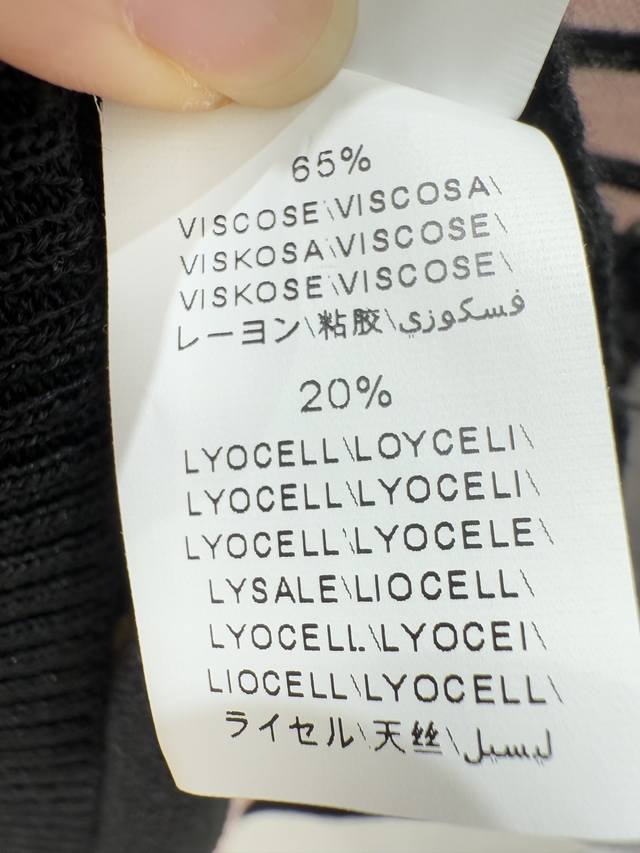 65%
VISCOSE\VISCOSA\
VISKOSA\VISCOSE\
VISKOSE\VISCOSE\
レーヨン\粘胶\فسكوزي
20%
LYOCELL\LOYCELI\
LYOCELL\LYOCELI\
LYOCELL\LYOCELE\
LYSALE\LIOCELL\
LYOCELL\LYOCEI\
LIOCELL\LYOCELL\
ライセル\天丝\ليسيل